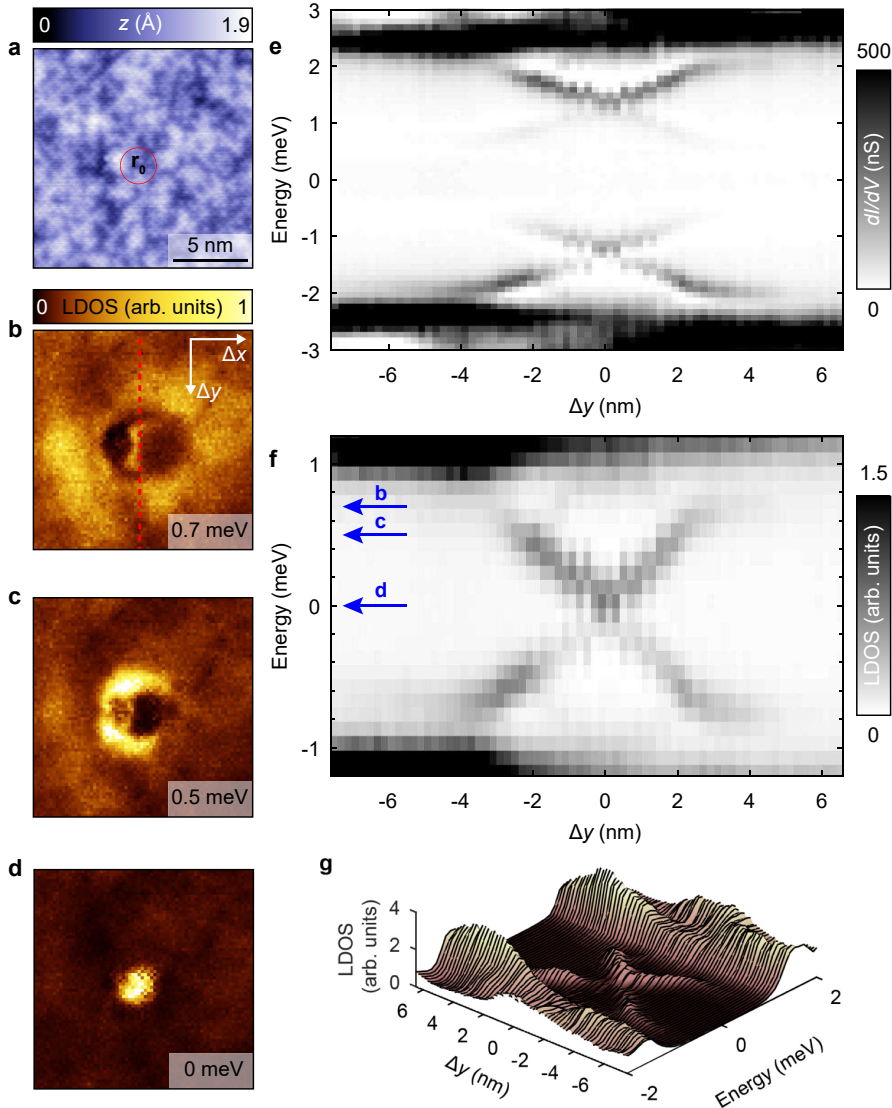 0 z (Å) 1.9
a
r0
5 nm
0 LDOS (arb. units) 1
b
Δx
Δy
0.7 meV
c
0.5 meV
d
0 meV
e
3
2
1
0
-1
-2
-3
Energy (meV)
-6 -4 -2 0 2 4 6
Δy (nm)
500
dI/dV (nS)
0
f
1
0
-1
Energy (meV)
b
c
d
-6 -4 -2 0 2 4 6
Δy (nm)
1.5
LDOS (arb. units)
0
g
4
2
0
LDOS
(arb. units)
6 4 2 0 -2 -4 -6
Δy (nm)
-2 0 2
Energy (meV)